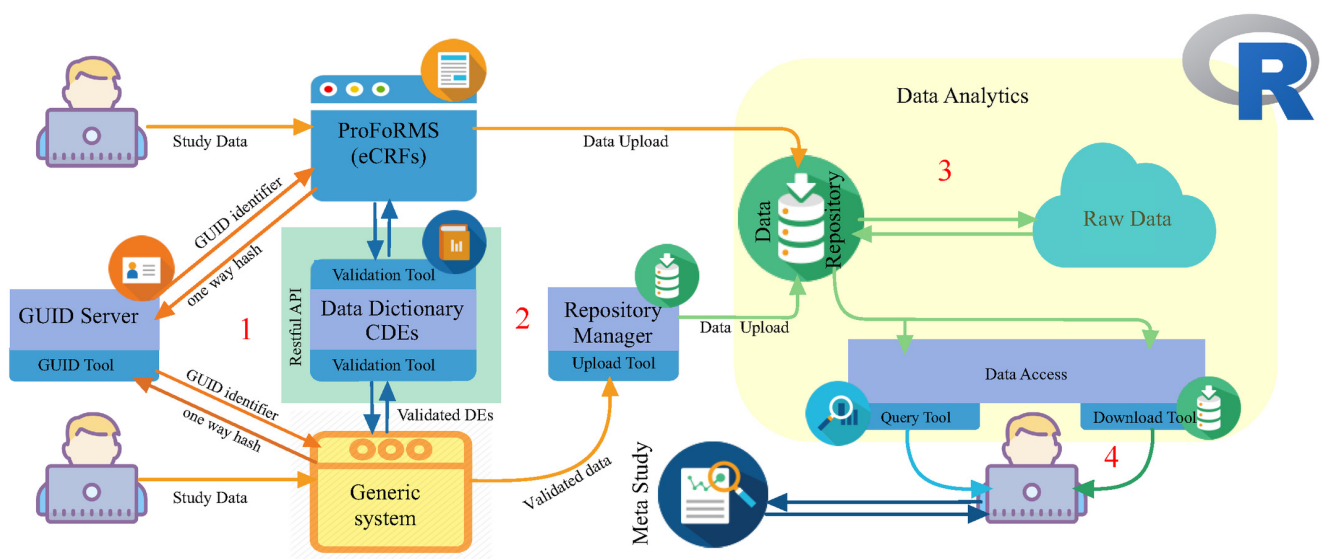 R
Data Analytics
ProFoRMS
(eCRFs)
Study Data
Data Upload
3
Data
Repository
Raw Data
GUID identifier
one way hash
Validation Tool
Data Dictionary
CDEs
Validation Tool
Restful API
GUID Server
GUID Tool
1
2
Repository
Manager
Upload Tool
Data Upload
Data Access
Query Tool
Download Tool
GUID identifier
one way hash
Validated DEs
Study Data
Generic
system
Validated data
Meta Study
4